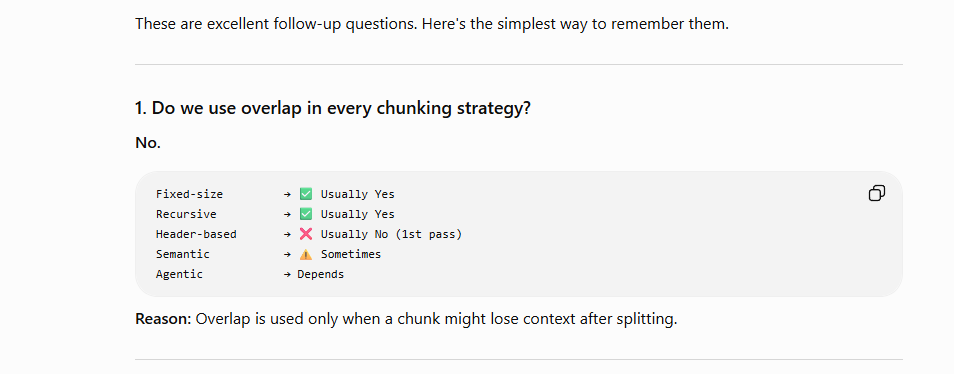 These are excellent follow-up questions. Here's the simplest way to remember them.
1. Do we use overlap in every chunking strategy?
No.
Fixed-size → ✅ Usually Yes
Recursive → ✅ Usually Yes
Header-based → ❌ Usually No (1st pass)
Semantic → ⚠️ Sometimes
Agentic → Depends
Reason: Overlap is used only when a chunk might lose context after splitting.